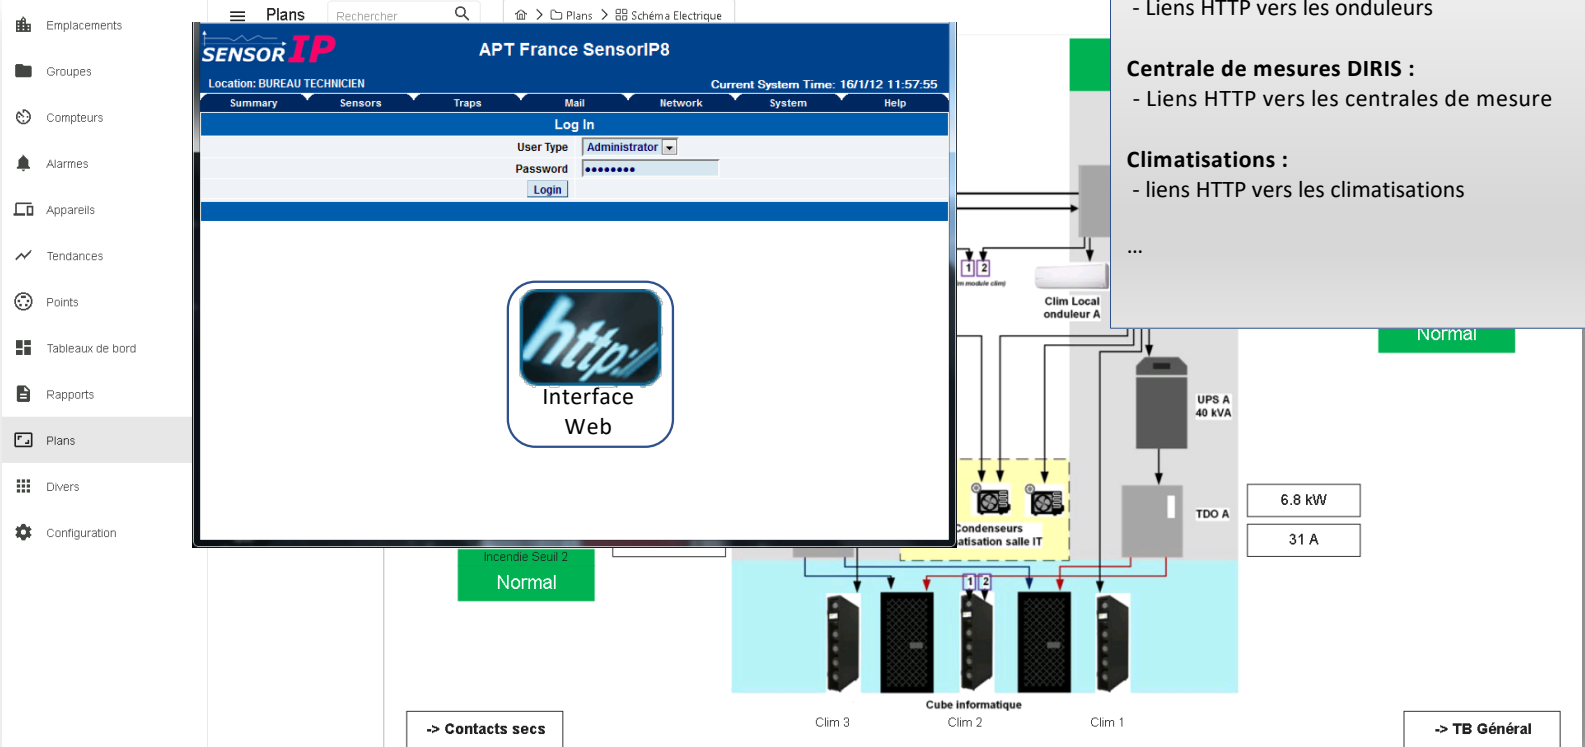 Emplacements
Groupes
Compteurs
Alarmes
Appareils
Tendances
Points
Tableaux de bord
Rapports
Plans
Divers
Configuration
Plans
Rechercher
Plans
Schéma Electrique
SENSOR IP
APT France SensorIP8
Location: BUREAU TECHNICIEN
Current System Time: 16/1/12 11:57:55
Summary
Sensors
Traps
Mail
Network
System
Help
Log In
User Type
Administrator
Password
••••••••
Login
http://
Interface
Web
- Liens HTTP vers les onduleurs
Centrale de mesures DIRIS :
- Liens HTTP vers les centrales de mesure
Climatisations :
- liens HTTP vers les climatisations
...
1 2
module clim)
Clim Local
onduleur A
Normal
UPS A
40 kVA
TDO A
6.8 kW
31 A
Condenseurs
atisation salle IT
Incendie Seuil 2
Normal
1 2
Cube informatique
Clim 3
Clim 2
Clim 1
-> Contacts secs
-> TB Général